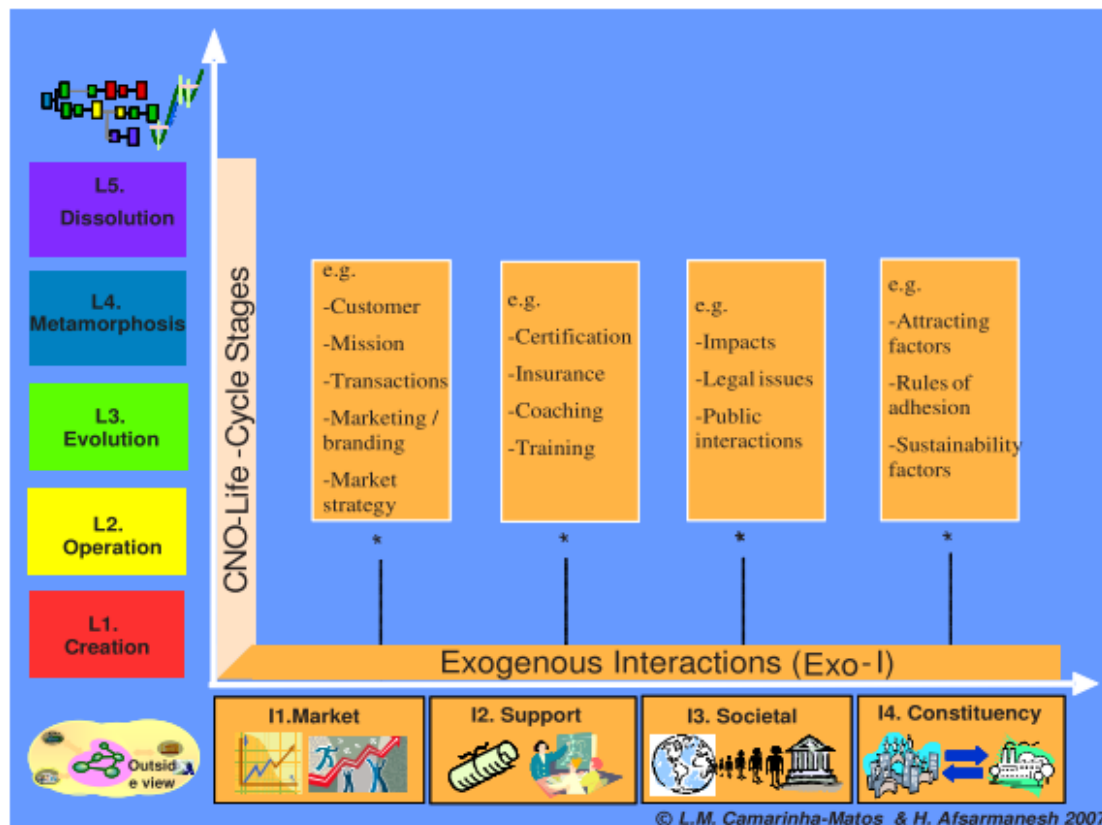 L5.
Dissolution
L4.
Metamorphosis
L3.
Evolution
L2.
Operation
L1.
Creation
CNO-Life -Cycle Stages
e.g.
-Customer
-Mission
-Transactions
-Marketing /
branding
-Market
strategy
*
e.g.
-Certification
-Insurance
-Coaching
-Training
*
e.g.
-Impacts
-Legal issues
-Public
interactions
*
e.g.
-Attracting
factors
-Rules of
adhesion
-Sustainability
factors
*
Exogenous Interactions (Exo-I)
Outsid
e view
I1.Market
I2. Support
I3. Societal
I4. Constituency
© L.M. Camarinha-Matos & H. Afsarmanesh 2007